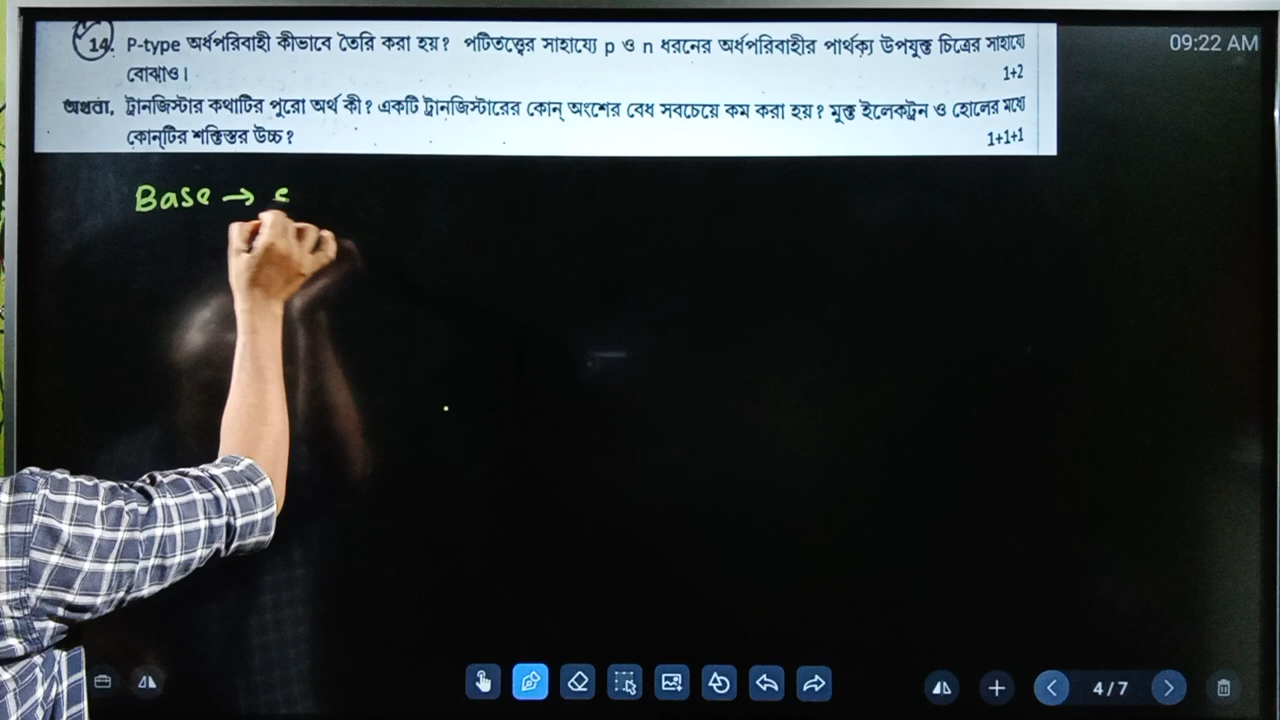 14. P-type অর্ধপরিবাহী কীভাবে তৈরি করা হয়? পটিতত্ত্বের সাহায্যে p ও n ধরনের অর্ধপরিবাহীর পার্থক্য উপযুক্ত চিত্রের সাহায্যে
বোঝাও। 1+2
অথবা, ট্রানজিস্টার কথাটির পুরো অর্থ কী? একটি ট্রানজিস্টারের কোন্ অংশের বেধ সবচেয়ে কম করা হয়? মুক্ত ইলেকট্রন ও হোলের মধ্যে
কোন্‌টির শক্তিস্তর উচ্চ? 1+1+1
09:22 AM
Base →
4/7